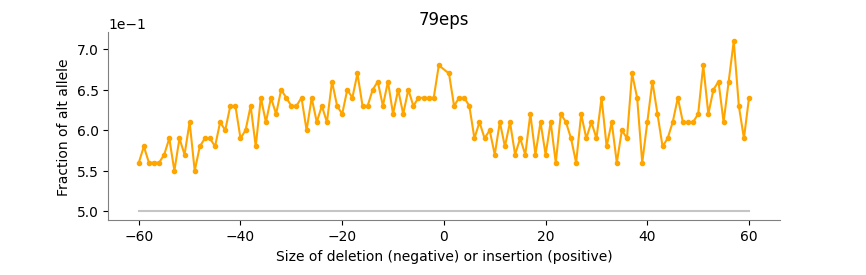 79eps
1e−1
7.0
6.5
6.0
5.5
5.0
Fraction of alt allele
−60 −40 −20 0 20 40 60
Size of deletion (negative) or insertion (positive)